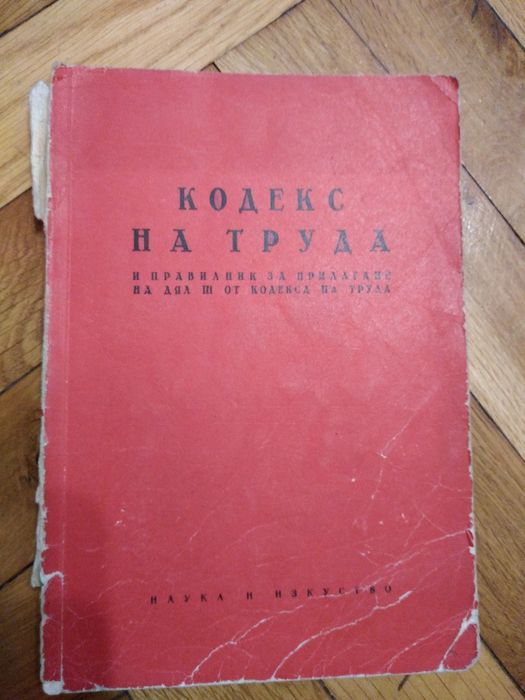 КОДЕКС
НА ТРУДА
И ПРАВИЛНИК ЗА ПРИЛАГАНЕ
НА ДЯЛ III ОТ КОДЕКСА НА ТРУДА
НАУКА И ИЗКУСТВО